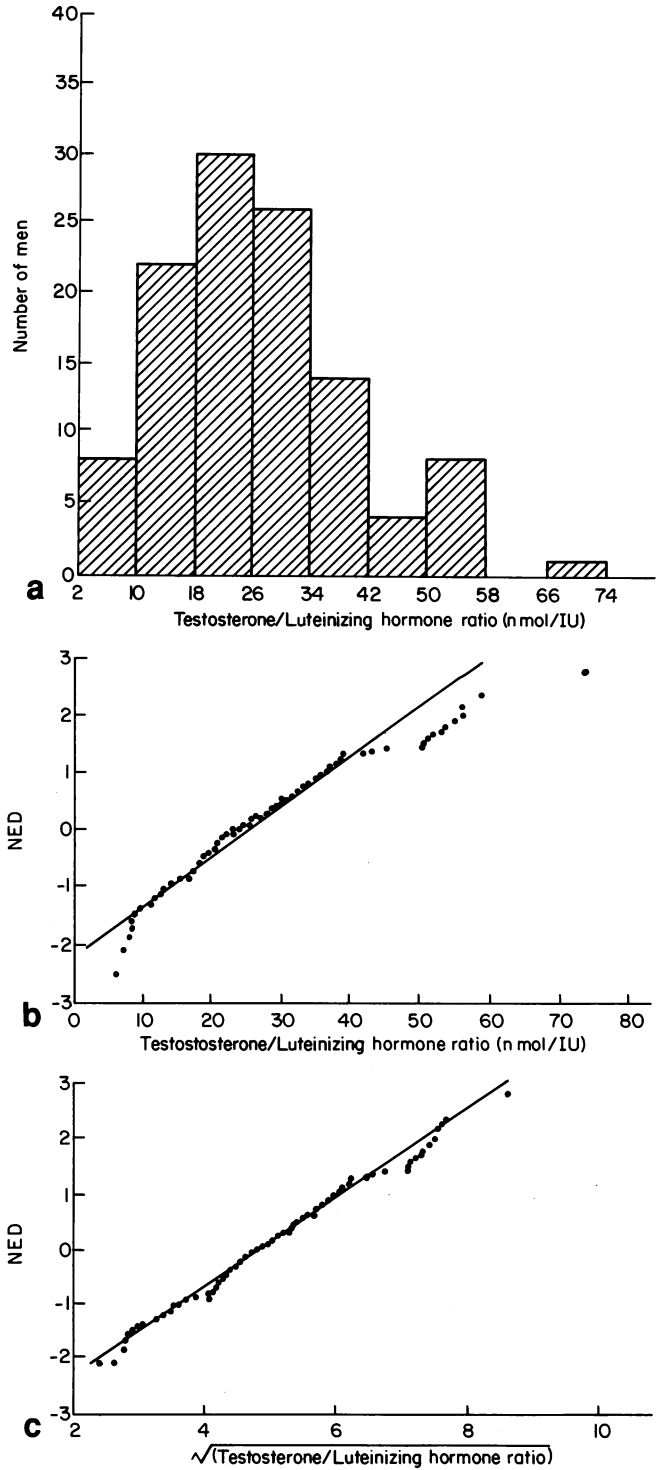 40
35
30
25
20
15
10
5
0
Number of men
2 10 18 26 34 42 50 58 66 74
a
Testosterone/Luteinizing hormone ratio (n mol/IU)
3
2
1
0
-1
-2
-3
NED
0 10 20 30 40 50 60 70 80
b
Testostosterone/Luteinizing hormone ratio (n mol/IU)
3
2
1
0
-1
-2
-3
NED
2 4 6 8 10
c
√(Testosterone/Luteinizing hormone ratio)